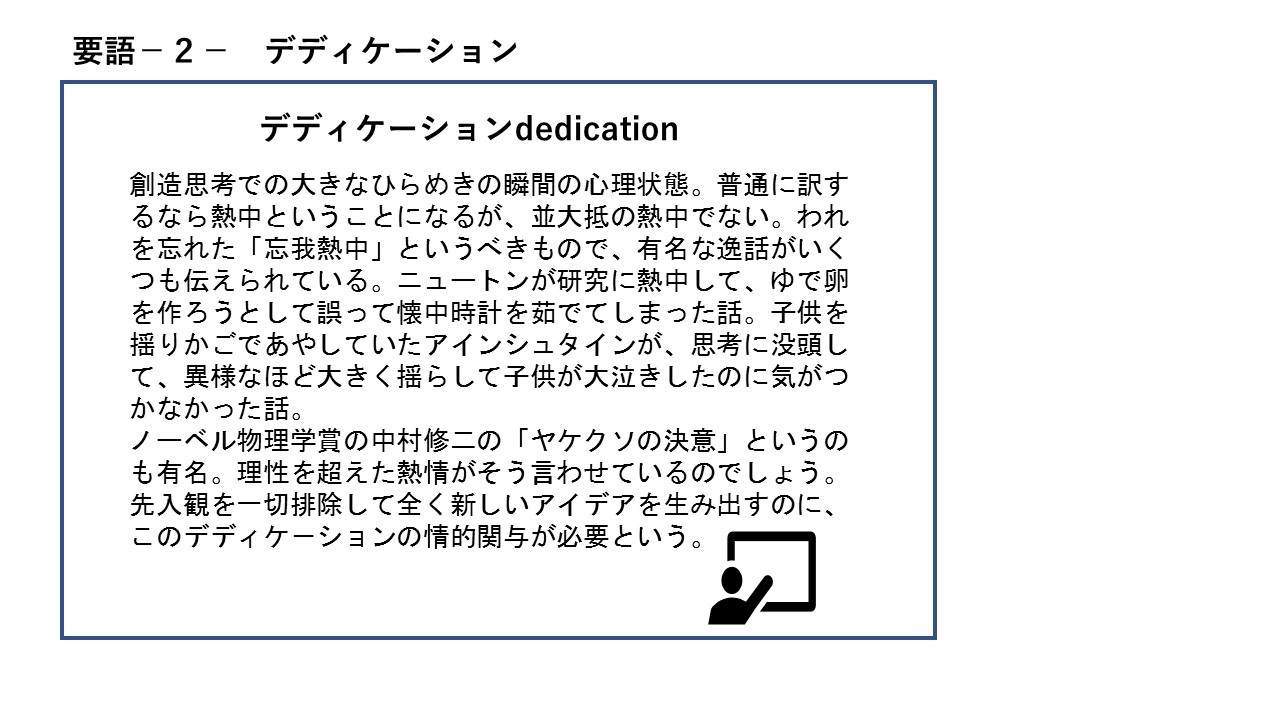 要語－２－　デディケーション
デディケーションdedication
創造思考での大きなひらめきの瞬間の心理状態。普通に訳す
るなら熱中ということになるが、並大抵の熱中でない。われ
を忘れた「忘我熱中」というべきもので、有名な逸話がいく
つも伝えられている。ニュートンが研究に熱中して、ゆで卵
を作ろうとして誤って懐中時計を茹でてしまった話。子供を
揺りかごであやしていたアインシュタインが、思考に没頭し
て、異様なほど大きく揺らして子供が大泣きしたのに気がつ
かなかった話。
ノーベル物理学賞の中村修二の「ヤケクソの決意」というの
も有名。理性を超えた熱情がそう言わせているのでしょう。
先入観を一切排除して全く新しいアイデアを生み出すのに、
このデディケーションの情的関与が必要という。